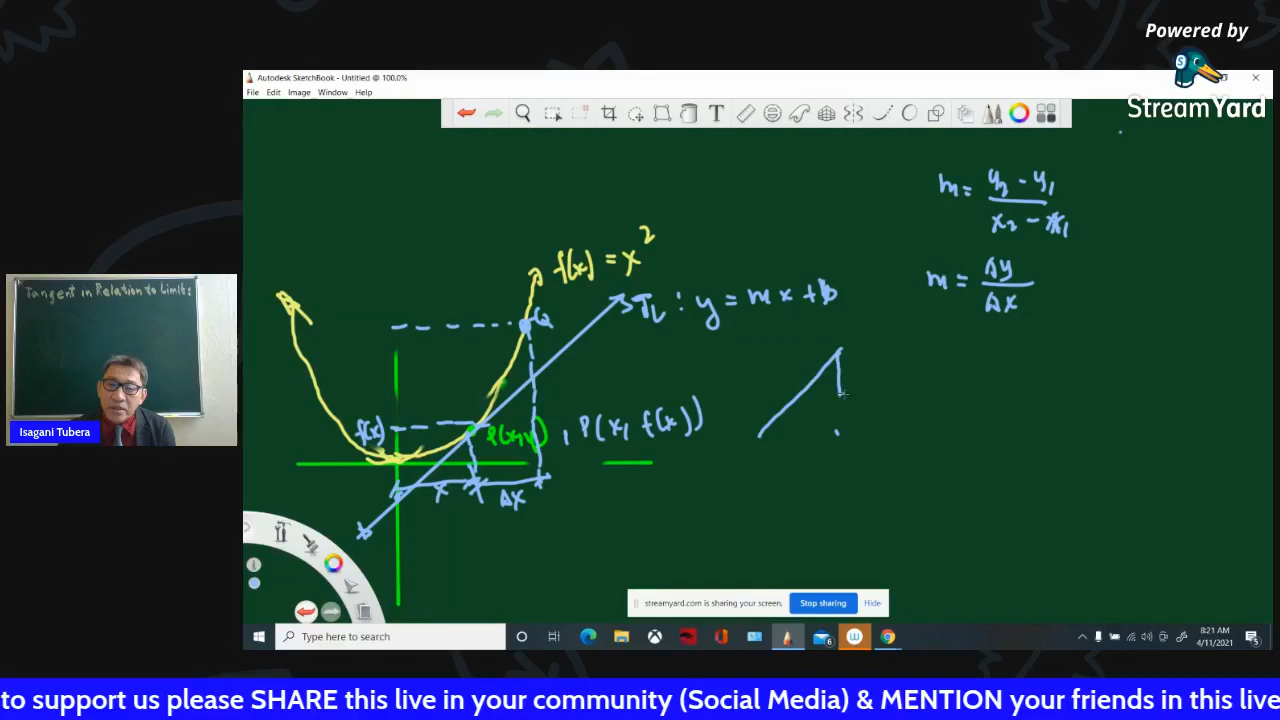 Powered by
StreamYard
Autodesk SketchBook - Untitled @ 100.0%
File Edit Image Window Help
T
m = y₂ - y₁
x₂ - x₁
m = Δy
Δx
f(x) = x²
Q
T_L : y = mx + b
Tangent in Relation to Limits
Isagani Tubera
f(x)
P(x,y) , P(x, f(x))
x
Δx
streamyard.com is sharing your screen.
Stop sharing
Hide
Type here to search
6
W
8:21 AM
4/11/2021
5
to support us please SHARE this live in your community (Social Media) & MENTION your friends in this live